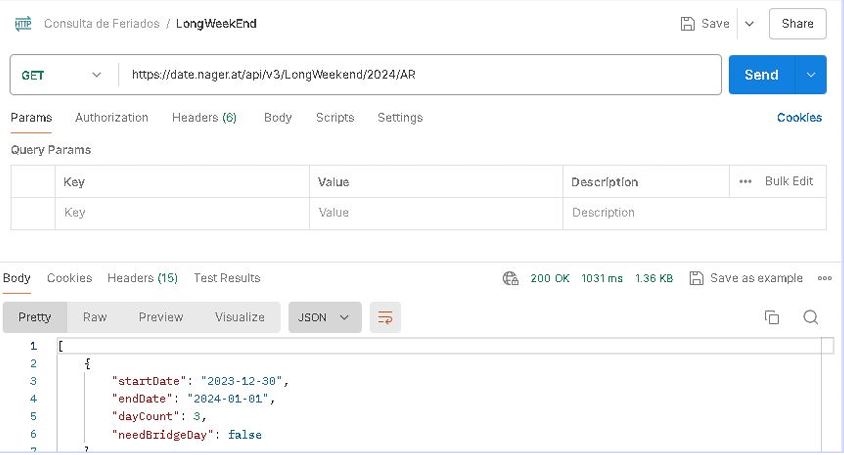 HTTP Consulta de Feriados / LongWeekEnd Save Share
GET https://date.nager.at/api/v3/LongWeekend/2024/AR Send
Params Authorization Headers (6) Body Scripts Settings Cookies
Query Params
Key Value Description ••• Bulk Edit
Key Value Description
Body Cookies Headers (15) Test Results 200 OK 1031 ms 1.36 KB Save as example •••
Pretty Raw Preview Visualize JSON
1 [
2 {
3 "startDate": "2023-12-30",
4 "endDate": "2024-01-01",
5 "dayCount": 3,
6 "needBridgeDay": false
7 }